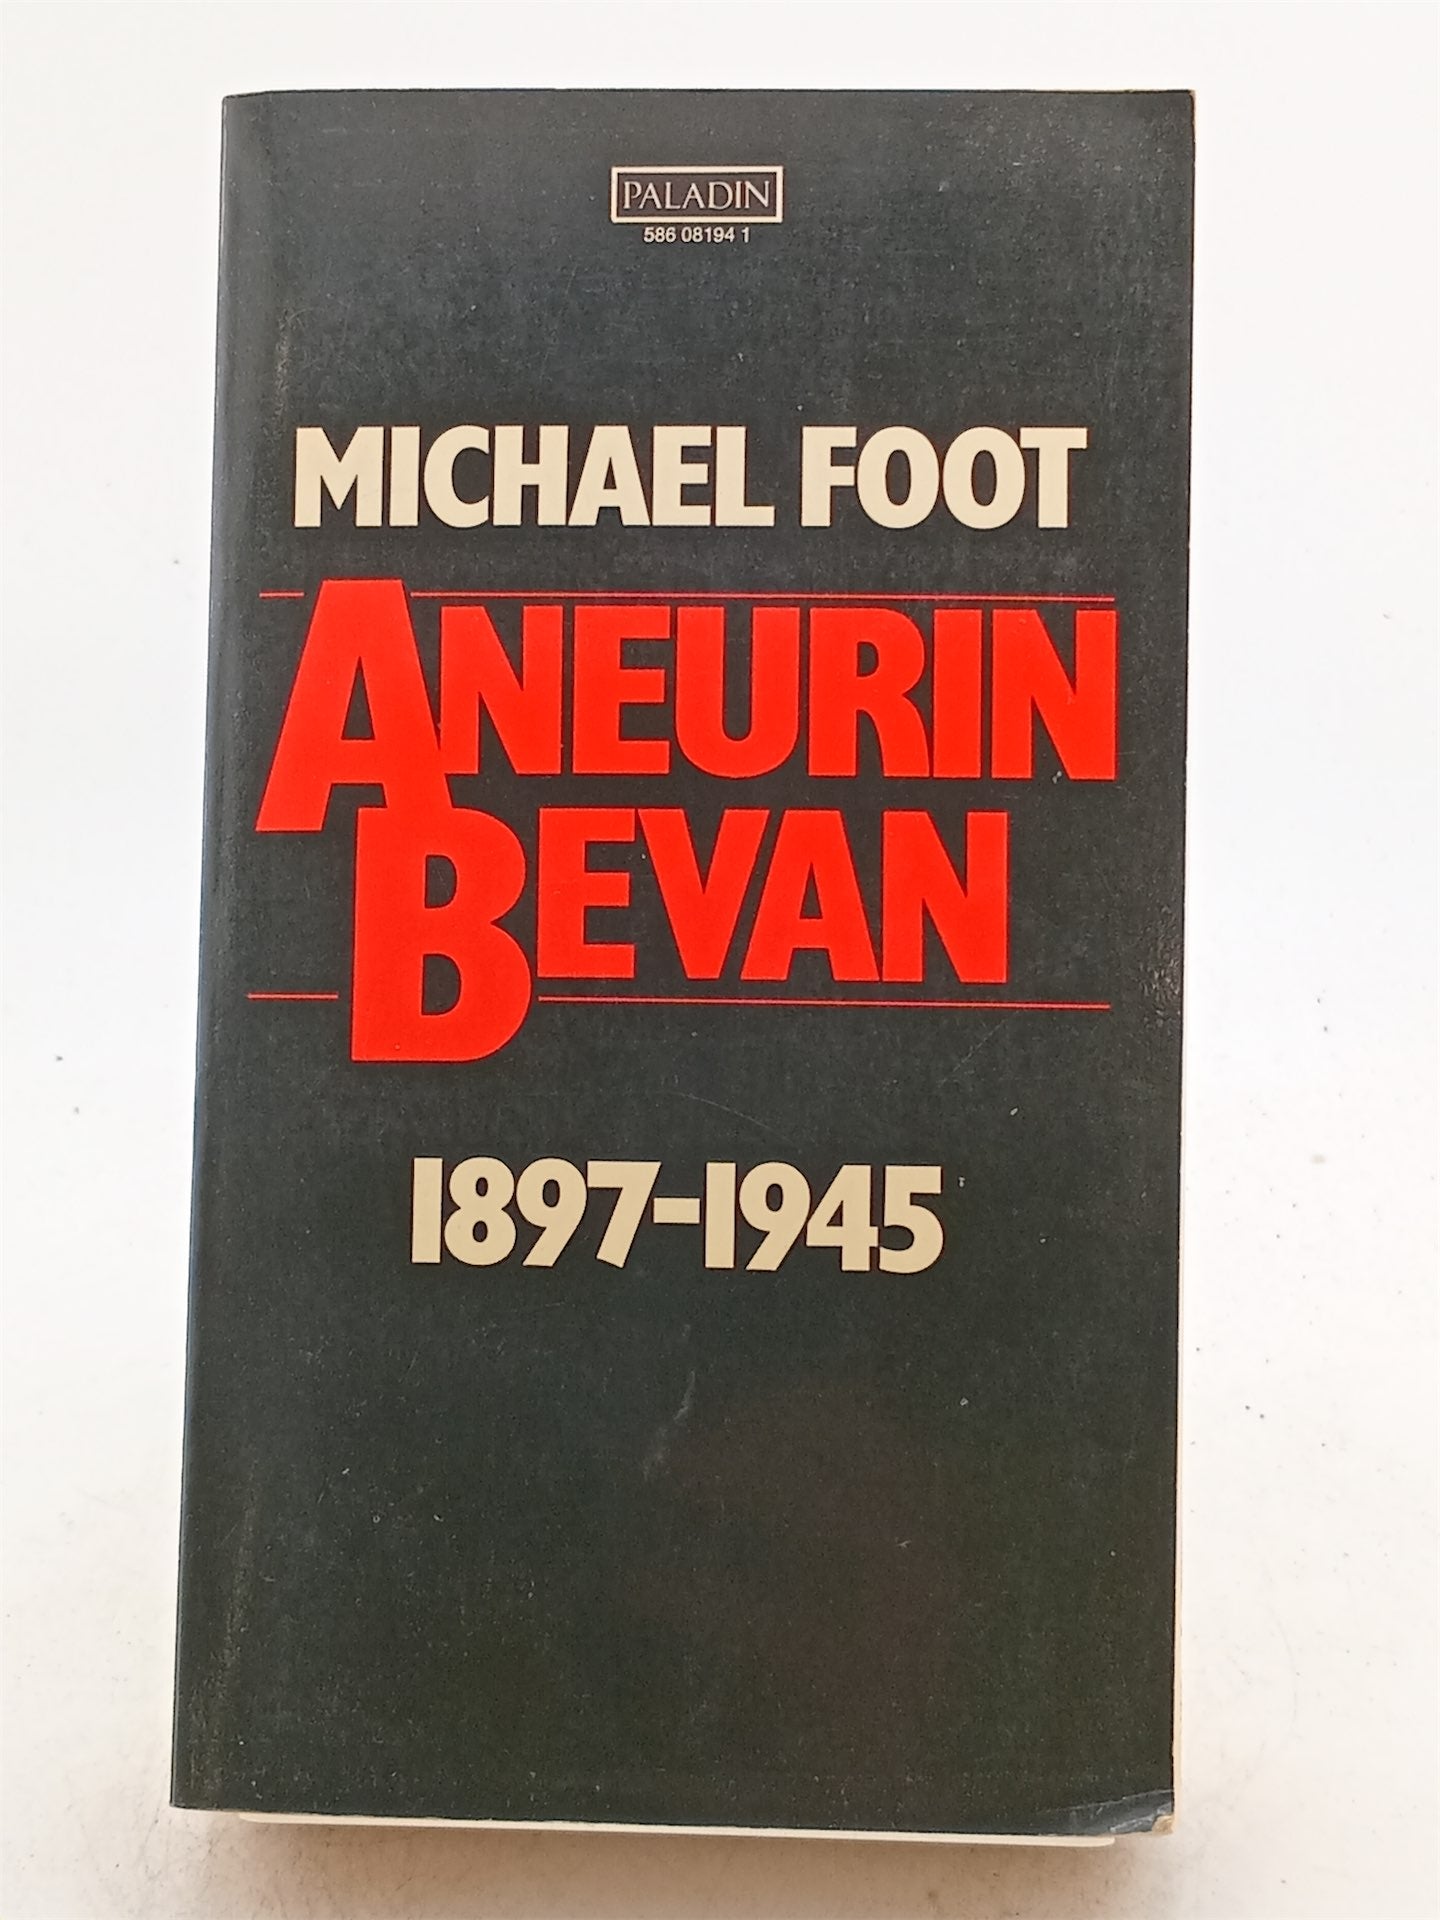 PALADIN
586 08194 1
MICHAEL FOOT
ANEURIN
BEVAN
1897-1945